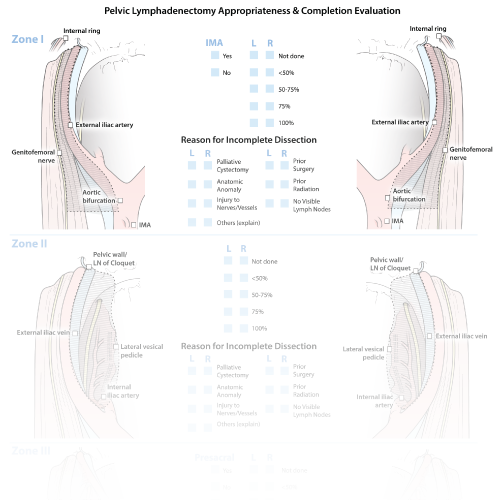 Pelvic Lymphadenectomy Appropriateness & Completion Evaluation
Zone I
Internal ring
External iliac artery
Genitofemoral
nerve
Aortic
bifurcation
IMA
IMA
Yes
No
L R
Not done
<50%
50-75%
75%
100%
Reason for Incomplete Dissection
L R
Palliative
Cystectomy
Anatomic
Anomaly
Injury to
Nerves/Vessels
Others (explain)
L R
Prior
Surgery
Prior
Radiation
No Visible
Lymph Nodes
Internal ring
External iliac artery
Genitofemoral
nerve
Aortic
bifurcation
IMA
Zone II
Pelvic wall/
LN of Cloquet
External iliac vein
Lateral vesical
pedicle
Internal
iliac artery
L R
Not done
<50%
50-75%
75%
100%
Reason for Incomplete Dissection
L R
Palliative
Cystectomy
Anatomic
Anomaly
Injury to
Nerves/Vessels
Others (explain)
L R
Prior
Surgery
Prior
Radiation
No Visible
Lymph Nodes
Pelvic wall/
LN of Cloquet
External iliac vein
Lateral vesical
pedicle
Internal iliac
artery
Zone III
Presacral
L R